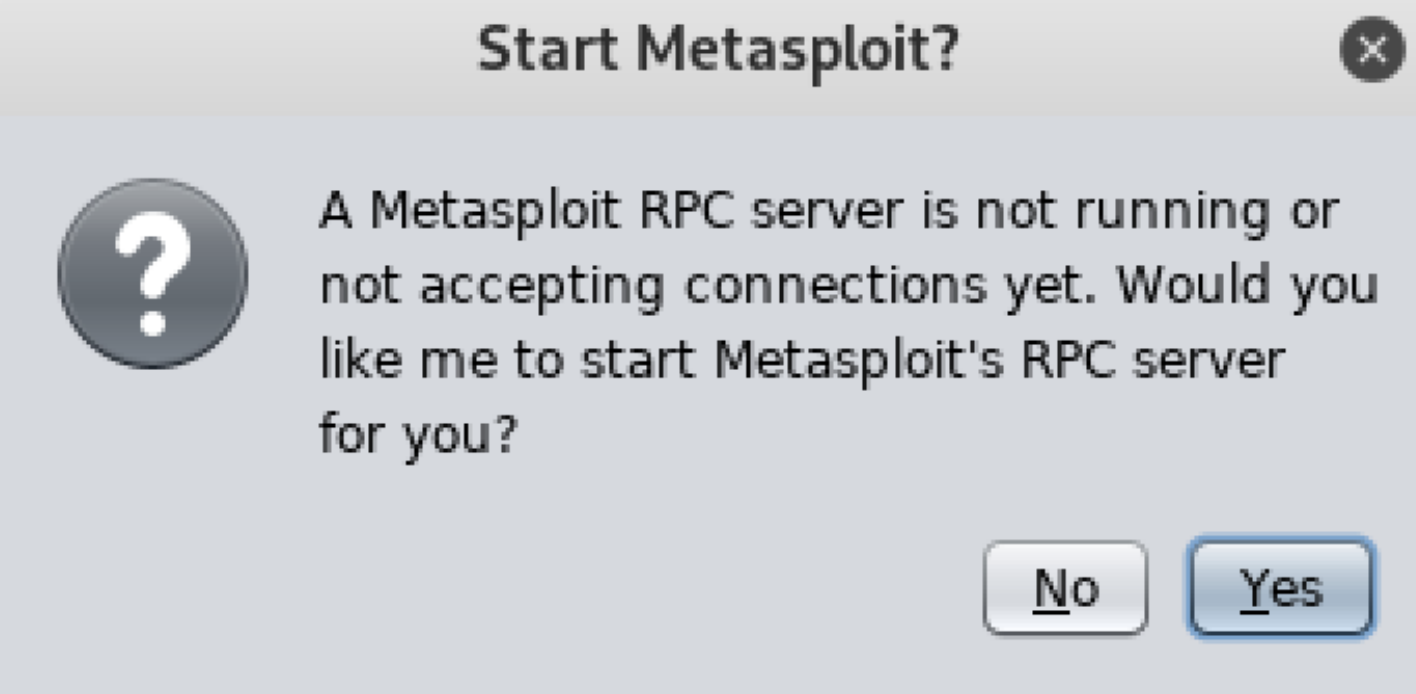 Start Metasploit?
A Metasploit RPC server is not running or
not accepting connections yet. Would you
like me to start Metasploit's RPC server
for you?
No
Yes